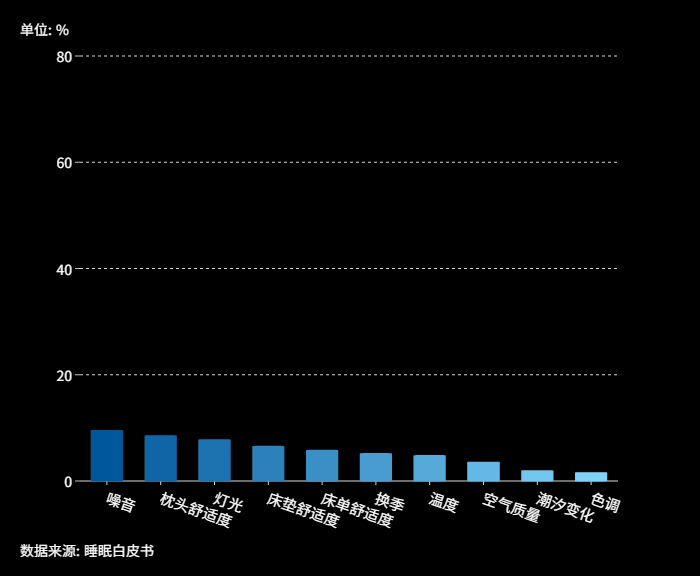 单位: %
80
60
40
20
0
噪音
枕头舒适度
灯光
床垫舒适度
床单舒适度
换季
温度
空气质量
潮汐变化
色调
数据来源: 睡眠白皮书